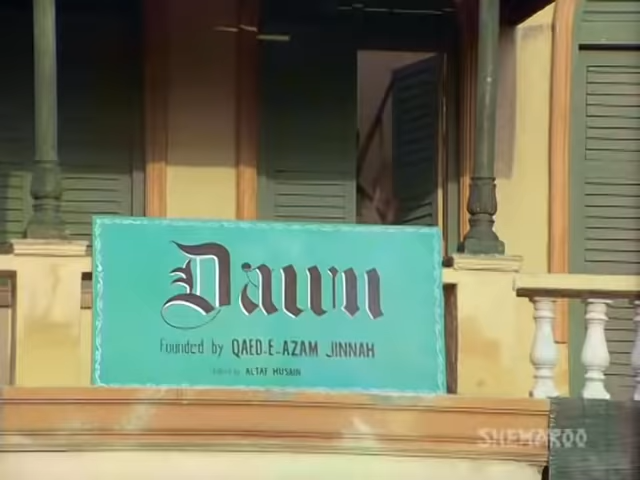 Dawn
Founded by QAED-E-AZAM JINNAH
Edited by ALTAF HUSAIN
SHEMAROO